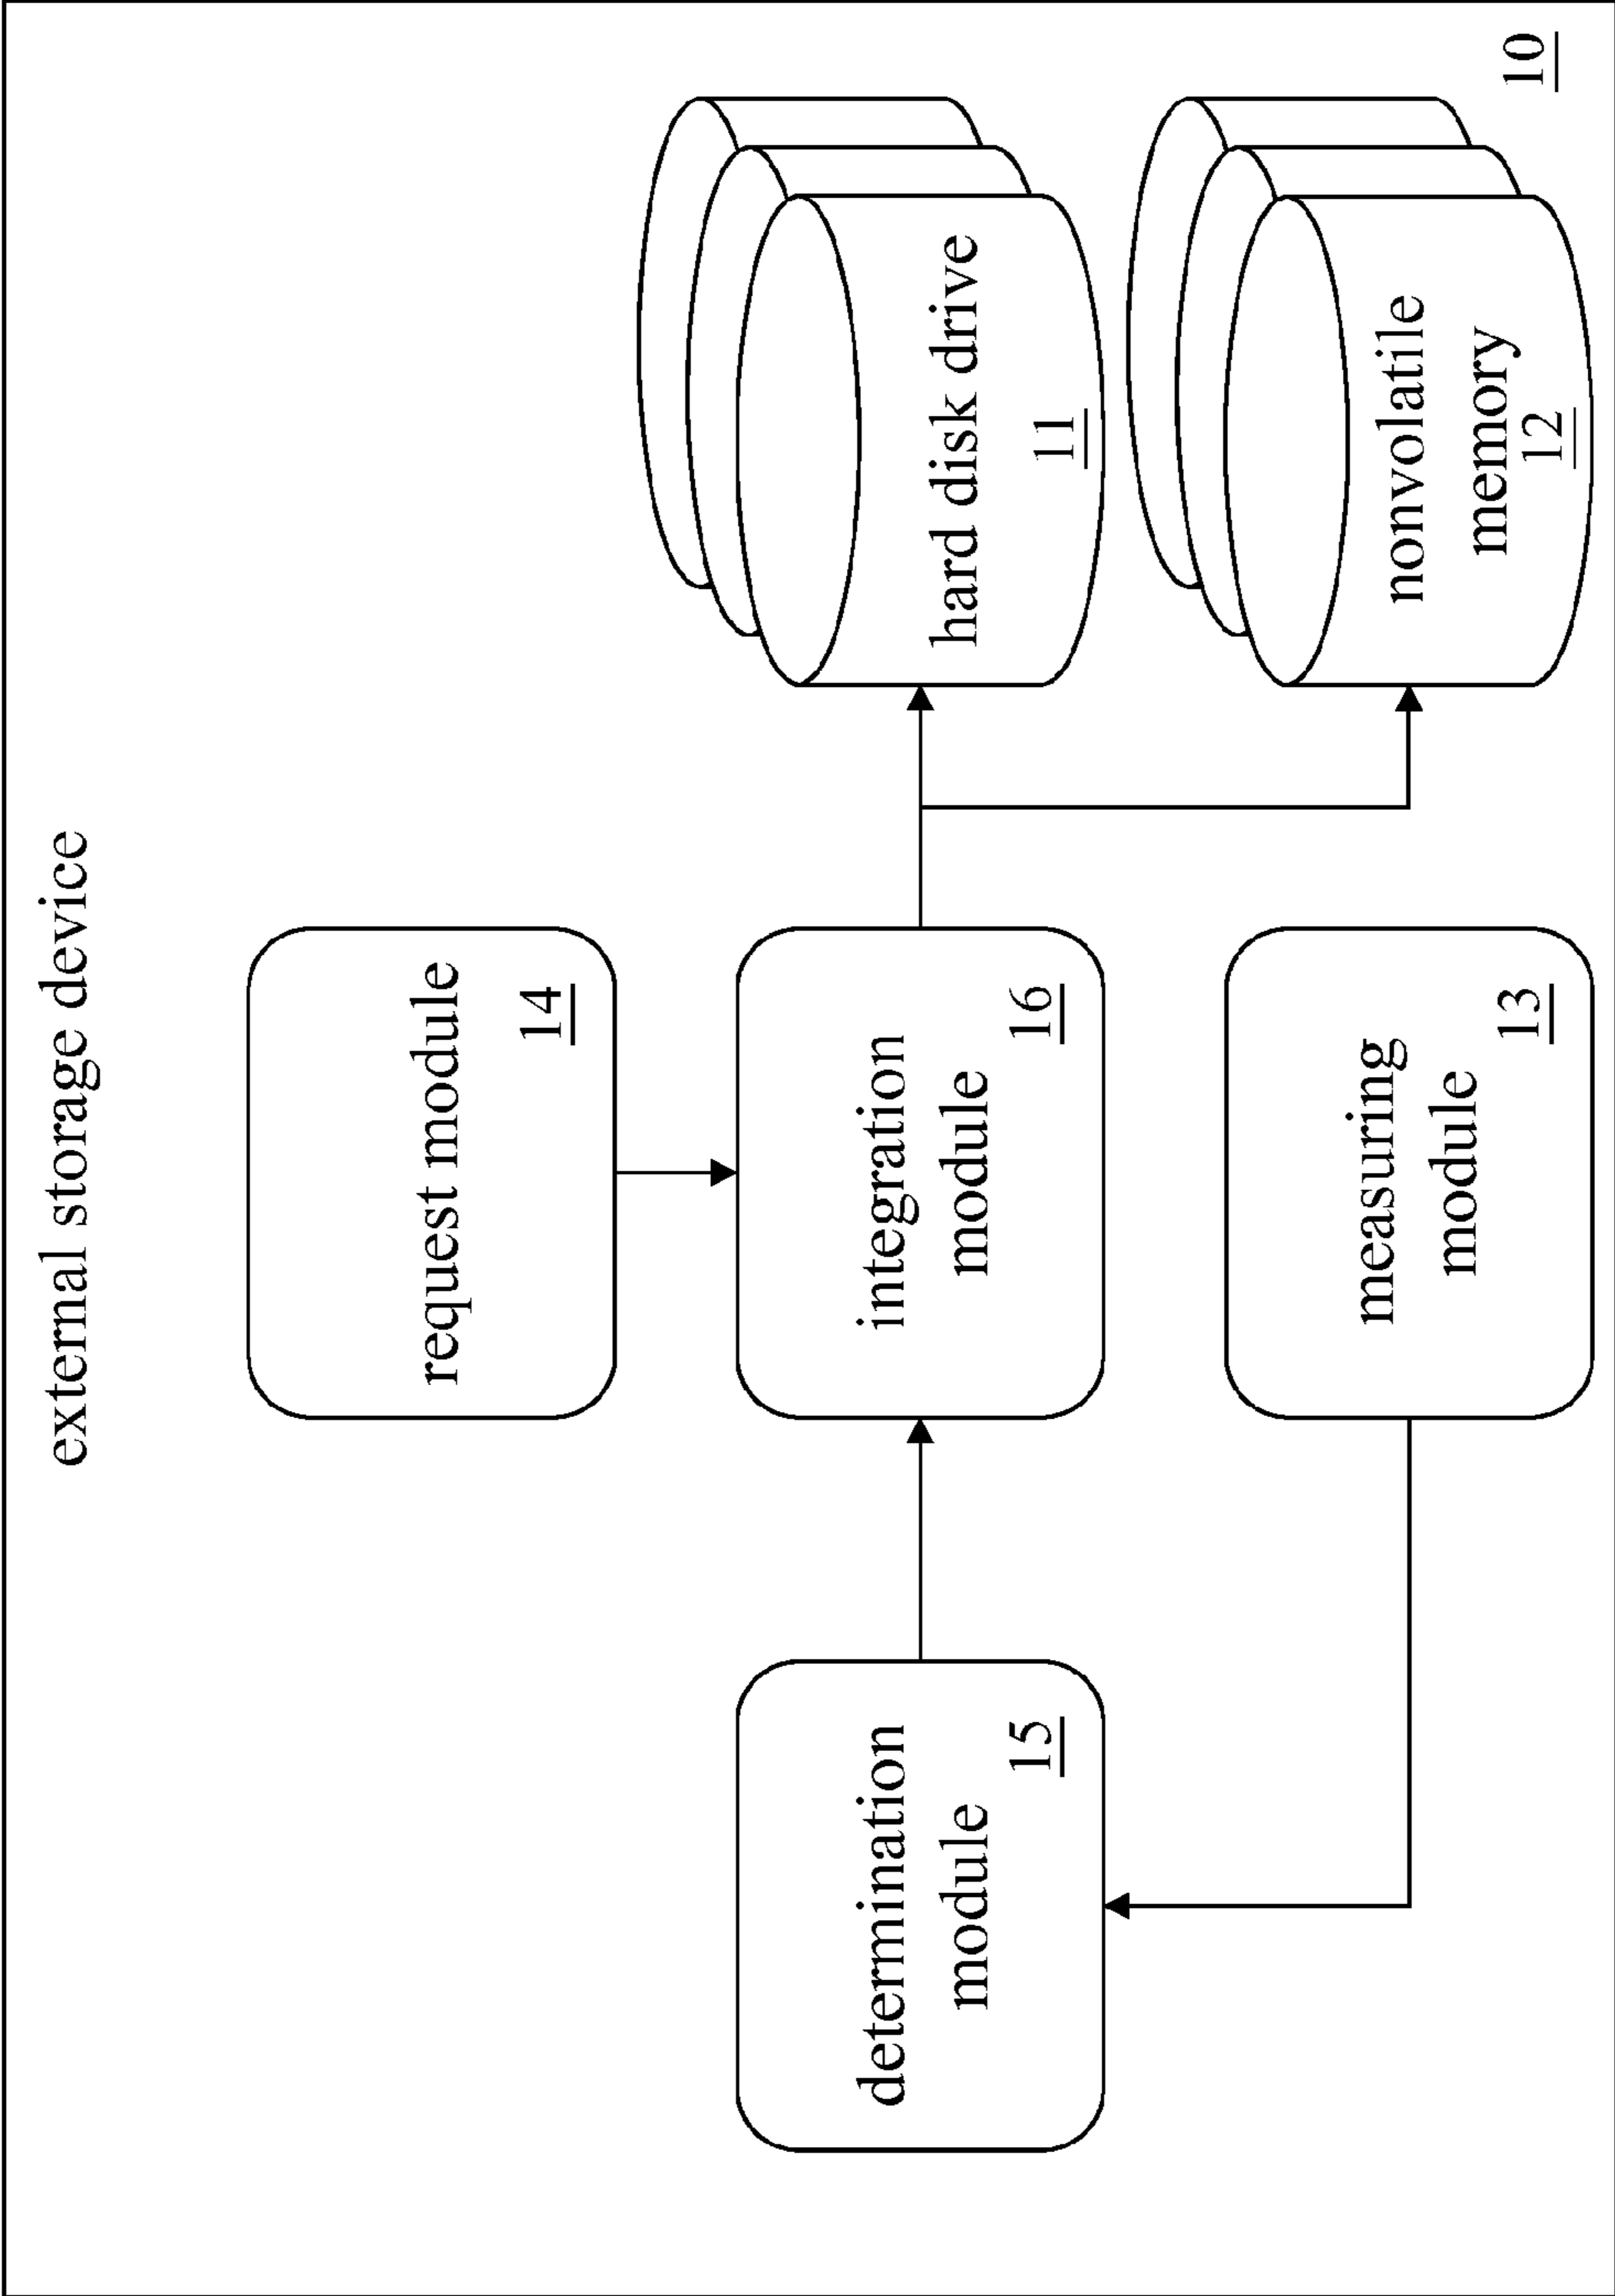 external storage device
request module
14
determination
module
15
integration
module
16
hard disk drive
11
measuring
module
13
nonvolatile
memory
12
10